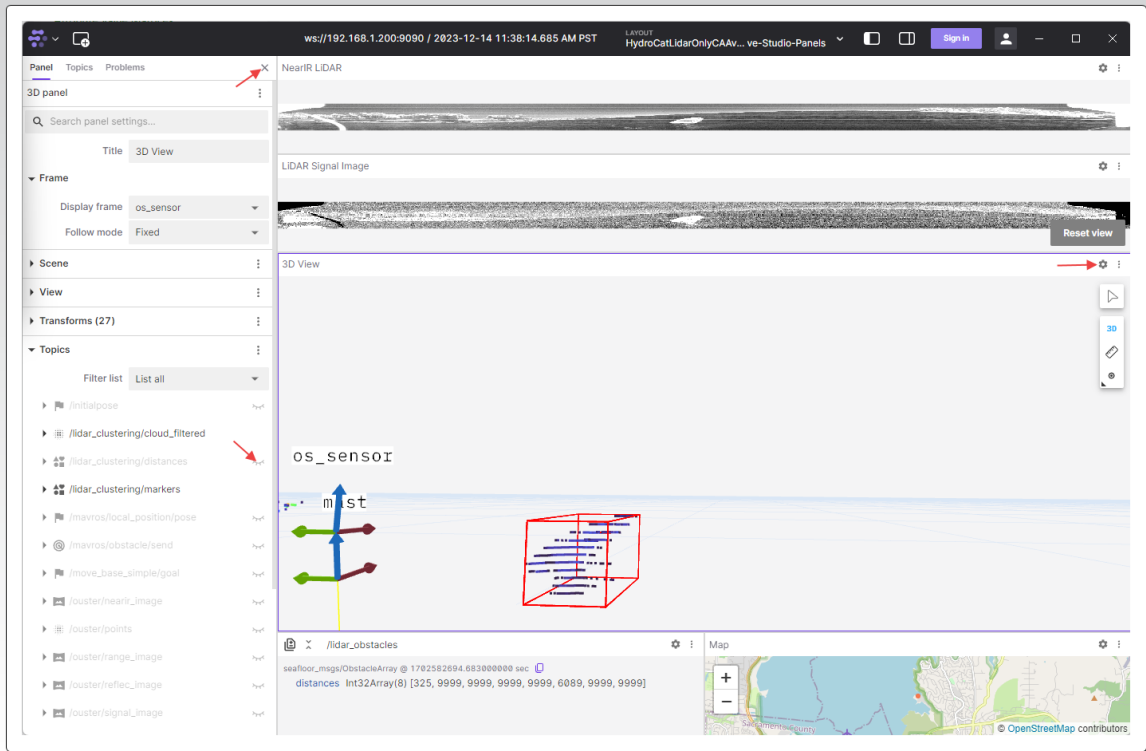 ws://192.168.1.200:9090 / 2023-12-14 11:38:14.685 AM PST
LAYOUT
HydroCatLidarOnlyCAAv... ve-Studio-Panels
Sign in
Panel Topics Problems
3D panel
Search panel settings...
Title 3D View
Frame
Display frame os_sensor
Follow mode Fixed
Scene
View
Transforms (27)
Topics
Filter list List all
/initialpose
/lidar_clustering/cloud_filtered
/lidar_clustering/distances
/lidar_clustering/markers
/mavros/local_position/pose
/mavros/obstacle/send
/move_base_simple/goal
/ouster/nearir_image
/ouster/points
/ouster/range_image
/ouster/reflec_image
/ouster/signal_image
NearIR LiDAR
LiDAR Signal Image
Reset view
3D View
3D
os_sensor
mast
/lidar_obstacles
seafloor_msgs/ObstacleArray @ 1702582694.683000000 sec
distances Int32Array(8) [325, 9999, 9999, 9999, 9999, 6089, 9999, 9999]
Map
+
−
Sacramento County
© OpenStreetMap contributors